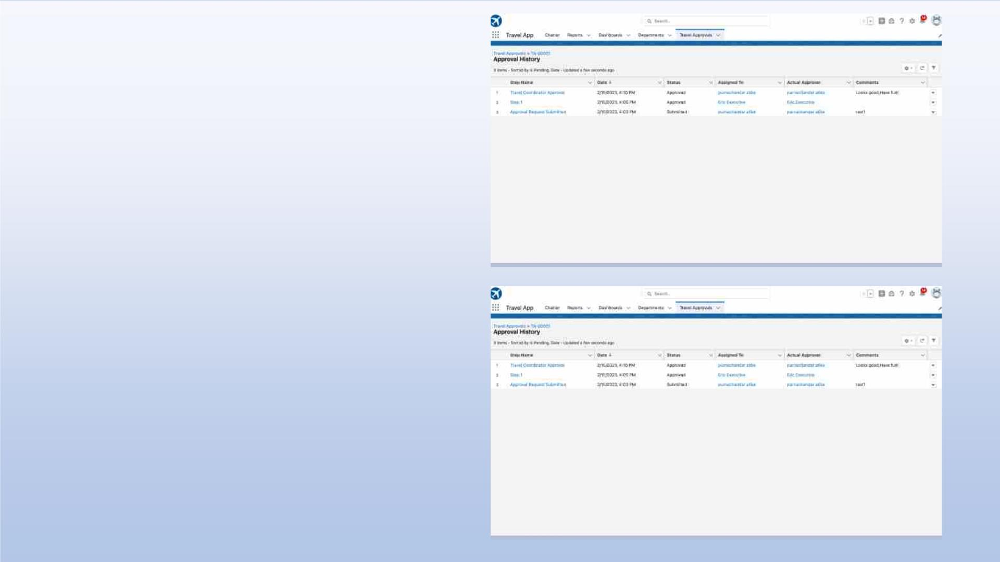 Search...
Travel App Chatter Reports Dashboards Departments Travel Approvals
Travel Approvals > TA-00001
Approval History
3 items • Sorted by Is Pending, Date • Updated a few seconds ago
Step Name Date ↓ Status Assigned To Actual Approver Comments
1 Travel Coordinator Approval 2/15/2023, 4:10 PM Approved purnachandar atike purnachandar atike Looks good,Have fun!
2 Step 1 2/15/2023, 4:05 PM Approved Eric Executive Eric Executive
3 Approval Request Submitted 2/15/2023, 4:03 PM Submitted purnachandar atike purnachandar atike test1
Search...
Travel App Chatter Reports Dashboards Departments Travel Approvals
Travel Approvals > TA-00001
Approval History
3 items • Sorted by Is Pending, Date • Updated a few seconds ago
Step Name Date ↓ Status Assigned To Actual Approver Comments
1 Travel Coordinator Approval 2/15/2023, 4:10 PM Approved purnachandar atike purnachandar atike Looks good,Have fun!
2 Step 1 2/15/2023, 4:05 PM Approved Eric Executive Eric Executive
3 Approval Request Submitted 2/15/2023, 4:03 PM Submitted purnachandar atike purnachandar atike test1